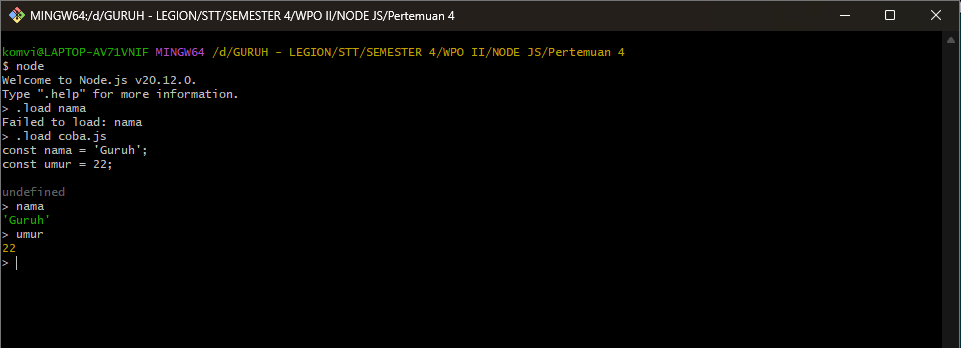 MINGW64:/d/GURUH - LEGION/STT/SEMESTER 4/WPO II/NODE JS/Pertemuan 4
komvi@LAPTOP-AV71VNIF MINGW64 /d/GURUH - LEGION/STT/SEMESTER 4/WPO II/NODE JS/Pertemuan 4
$ node
Welcome to Node.js v20.12.0.
Type ".help" for more information.
> .load nama
Failed to load: nama
> .load coba.js
const nama = 'Guruh';
const umur = 22;
undefined
> nama
'Guruh'
> umur
22
>